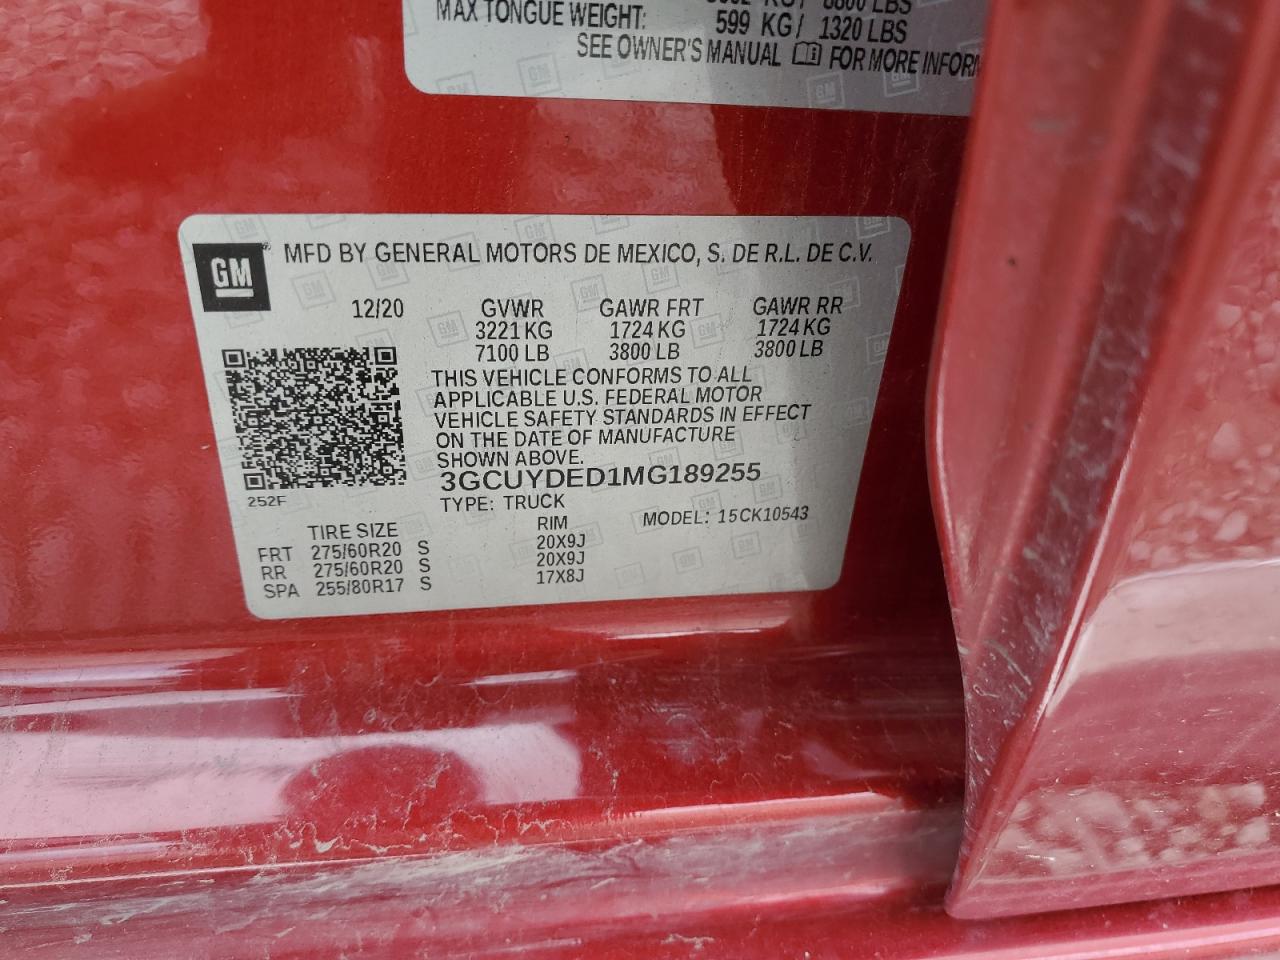 MAX TONGUE WEIGHT: 599 KG/ 1320 LBS
SEE OWNER'S MANUAL FOR MORE
GM
MFD BY GENERAL MOTORS DE MEXICO, S. DE R.L. DE C.V.
12/20 GVWR GAWR FRT GAWR RR
3221 KG 1724 KG 1724 KG
7100 LB 3800 LB 3800 LB
THIS VEHICLE CONFORMS TO ALL
APPLICABLE U.S. FEDERAL MOTOR
VEHICLE SAFETY STANDARDS IN EFFECT
ON THE DATE OF MANUFACTURE
SHOWN ABOVE.
3GCUYDED1MG189255
252F
TYPE: TRUCK
MODEL: 15CK10543
TIRE SIZE RIM
FRT 275/60R20 S 20X9J
RR 275/60R20 S 20X9J
SPA 255/80R17 S 17X8J